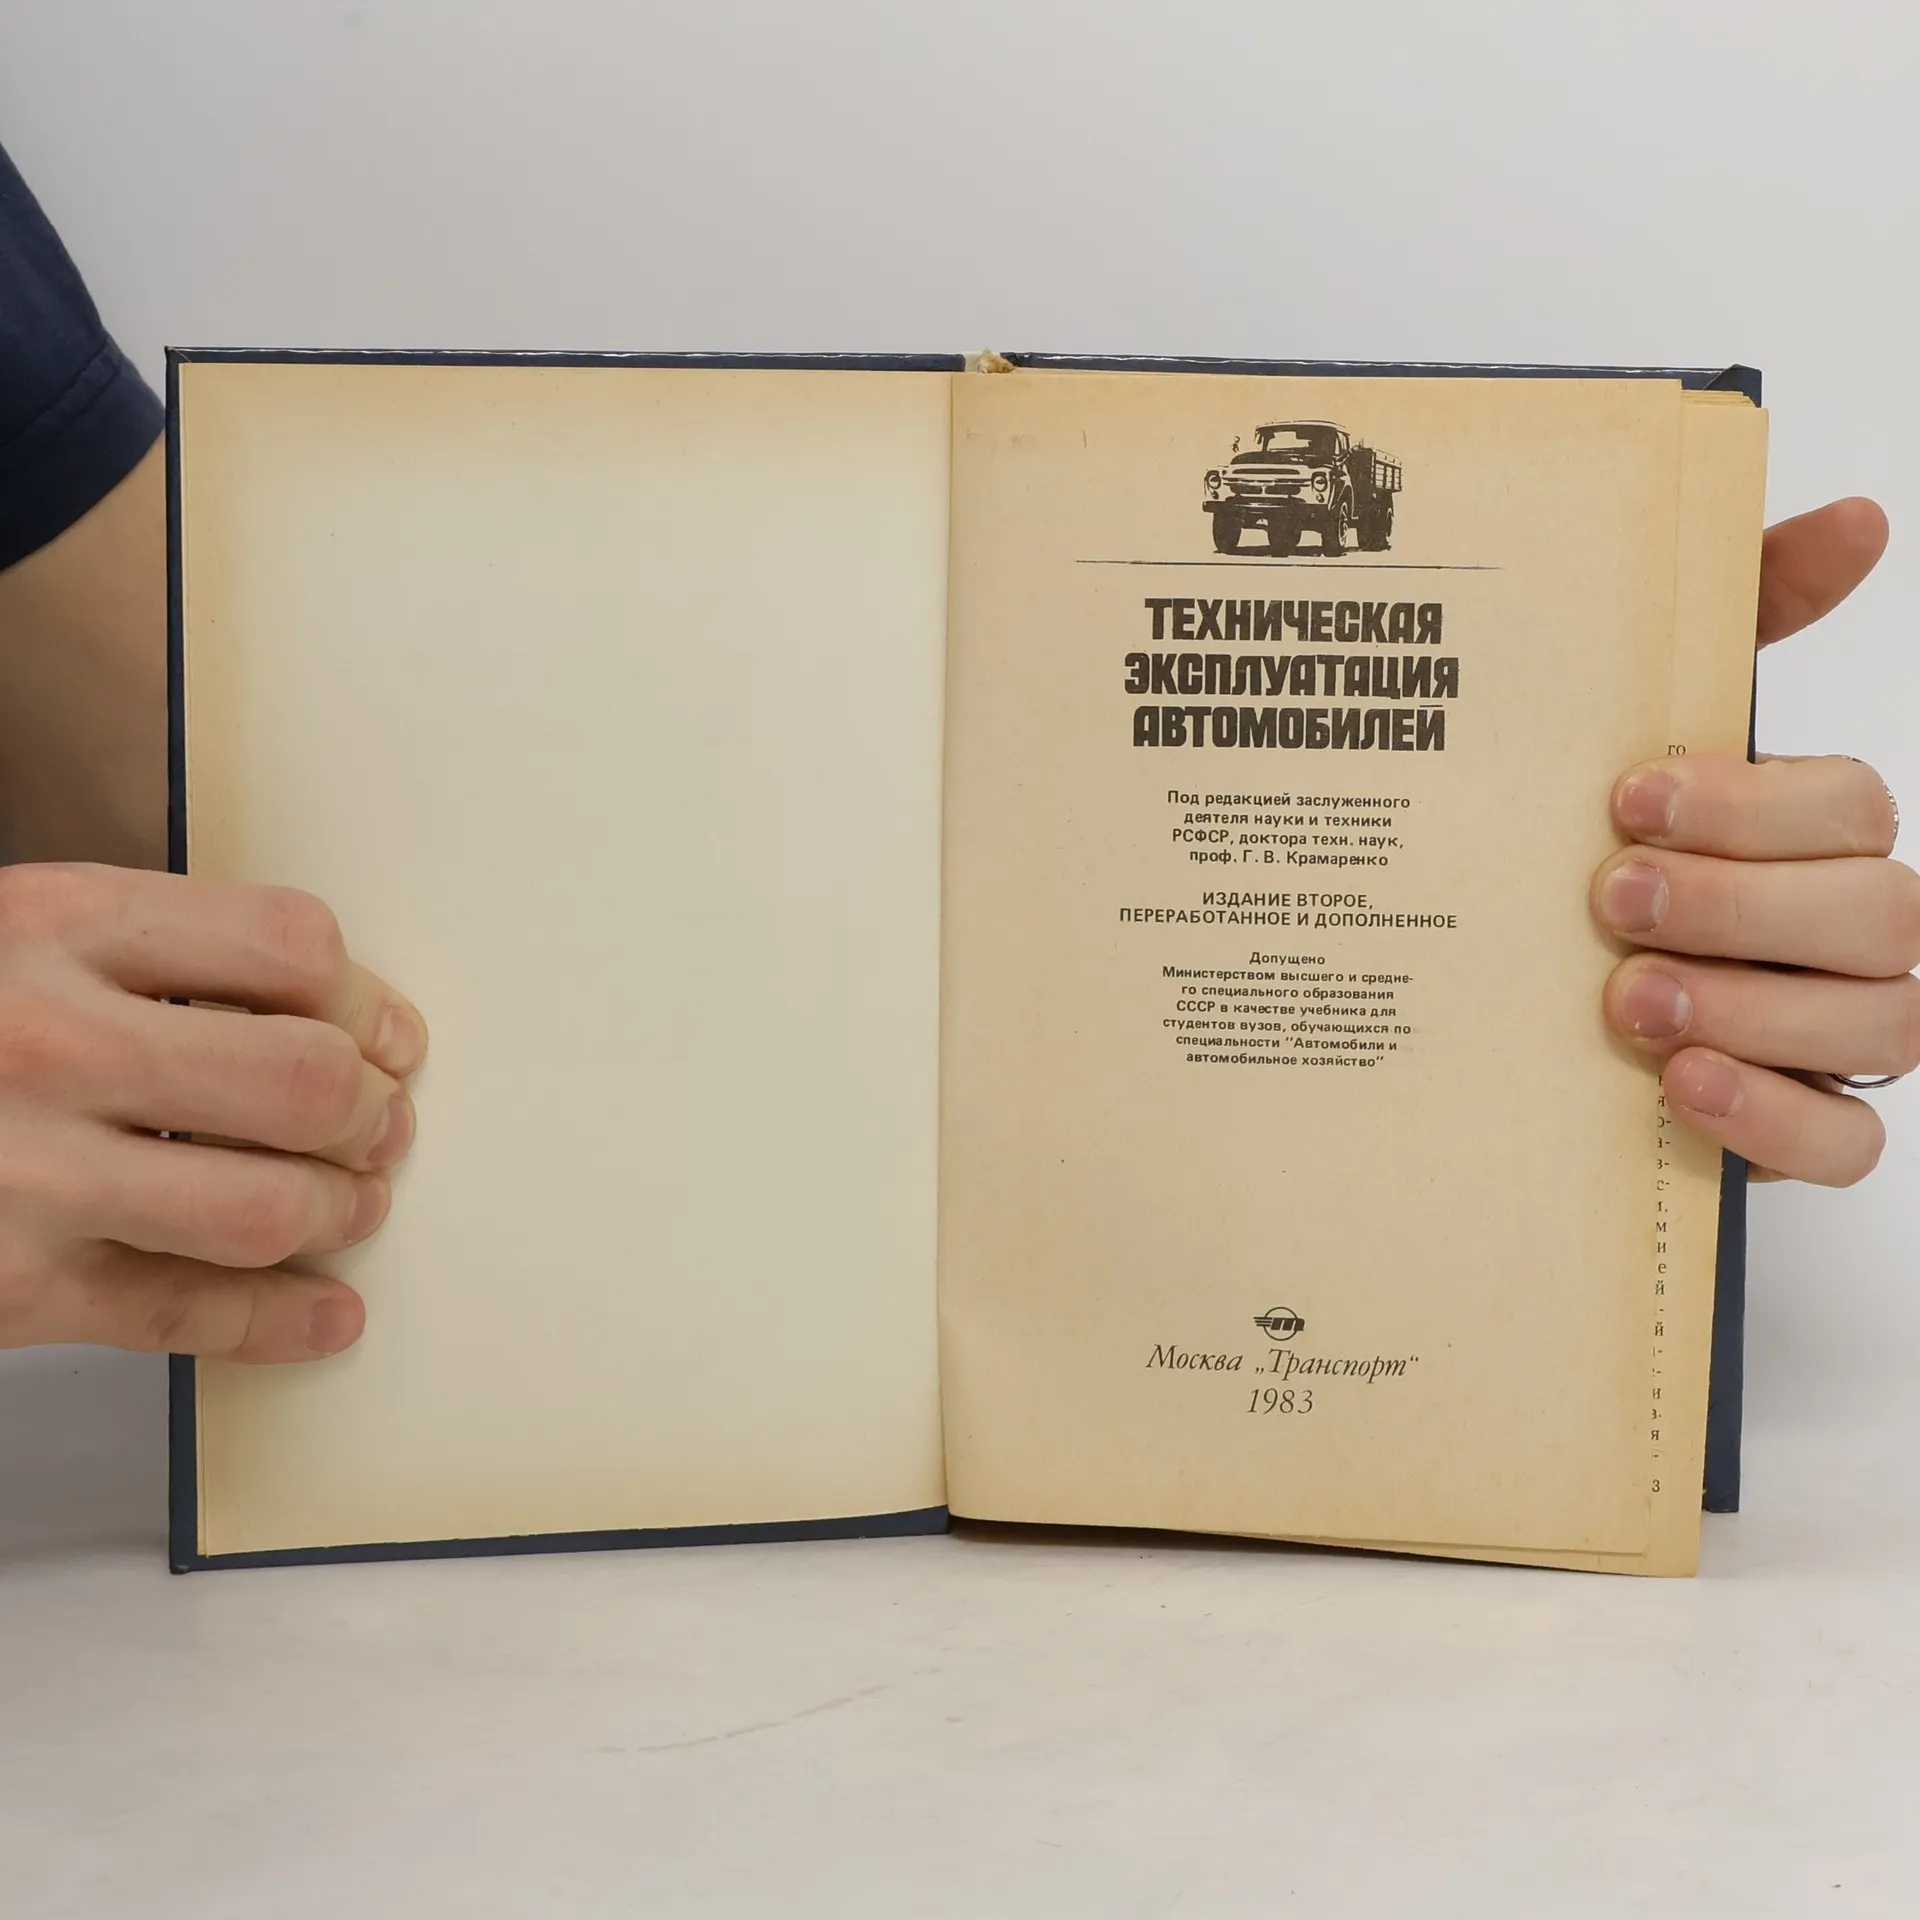 ТЕХНИЧЕСКАЯ
ЭКСПЛУАТАЦИЯ
АВТОМОБИЛЕЙ
Под редакцией заслуженного
деятеля науки и техники
РСФСР, доктора техн. наук,
проф. Г. В. Крамаренко
ИЗДАНИЕ ВТОРОЕ,
ПЕРЕРАБОТАННОЕ И ДОПОЛНЕННОЕ
Допущено
Министерством высшего и средне-
го специального образования
СССР в качестве учебника для
студентов вузов, обучающихся по
специальности "Автомобили и
автомобильное хозяйство"
m
Москва „Транспорт“
1983
го
3